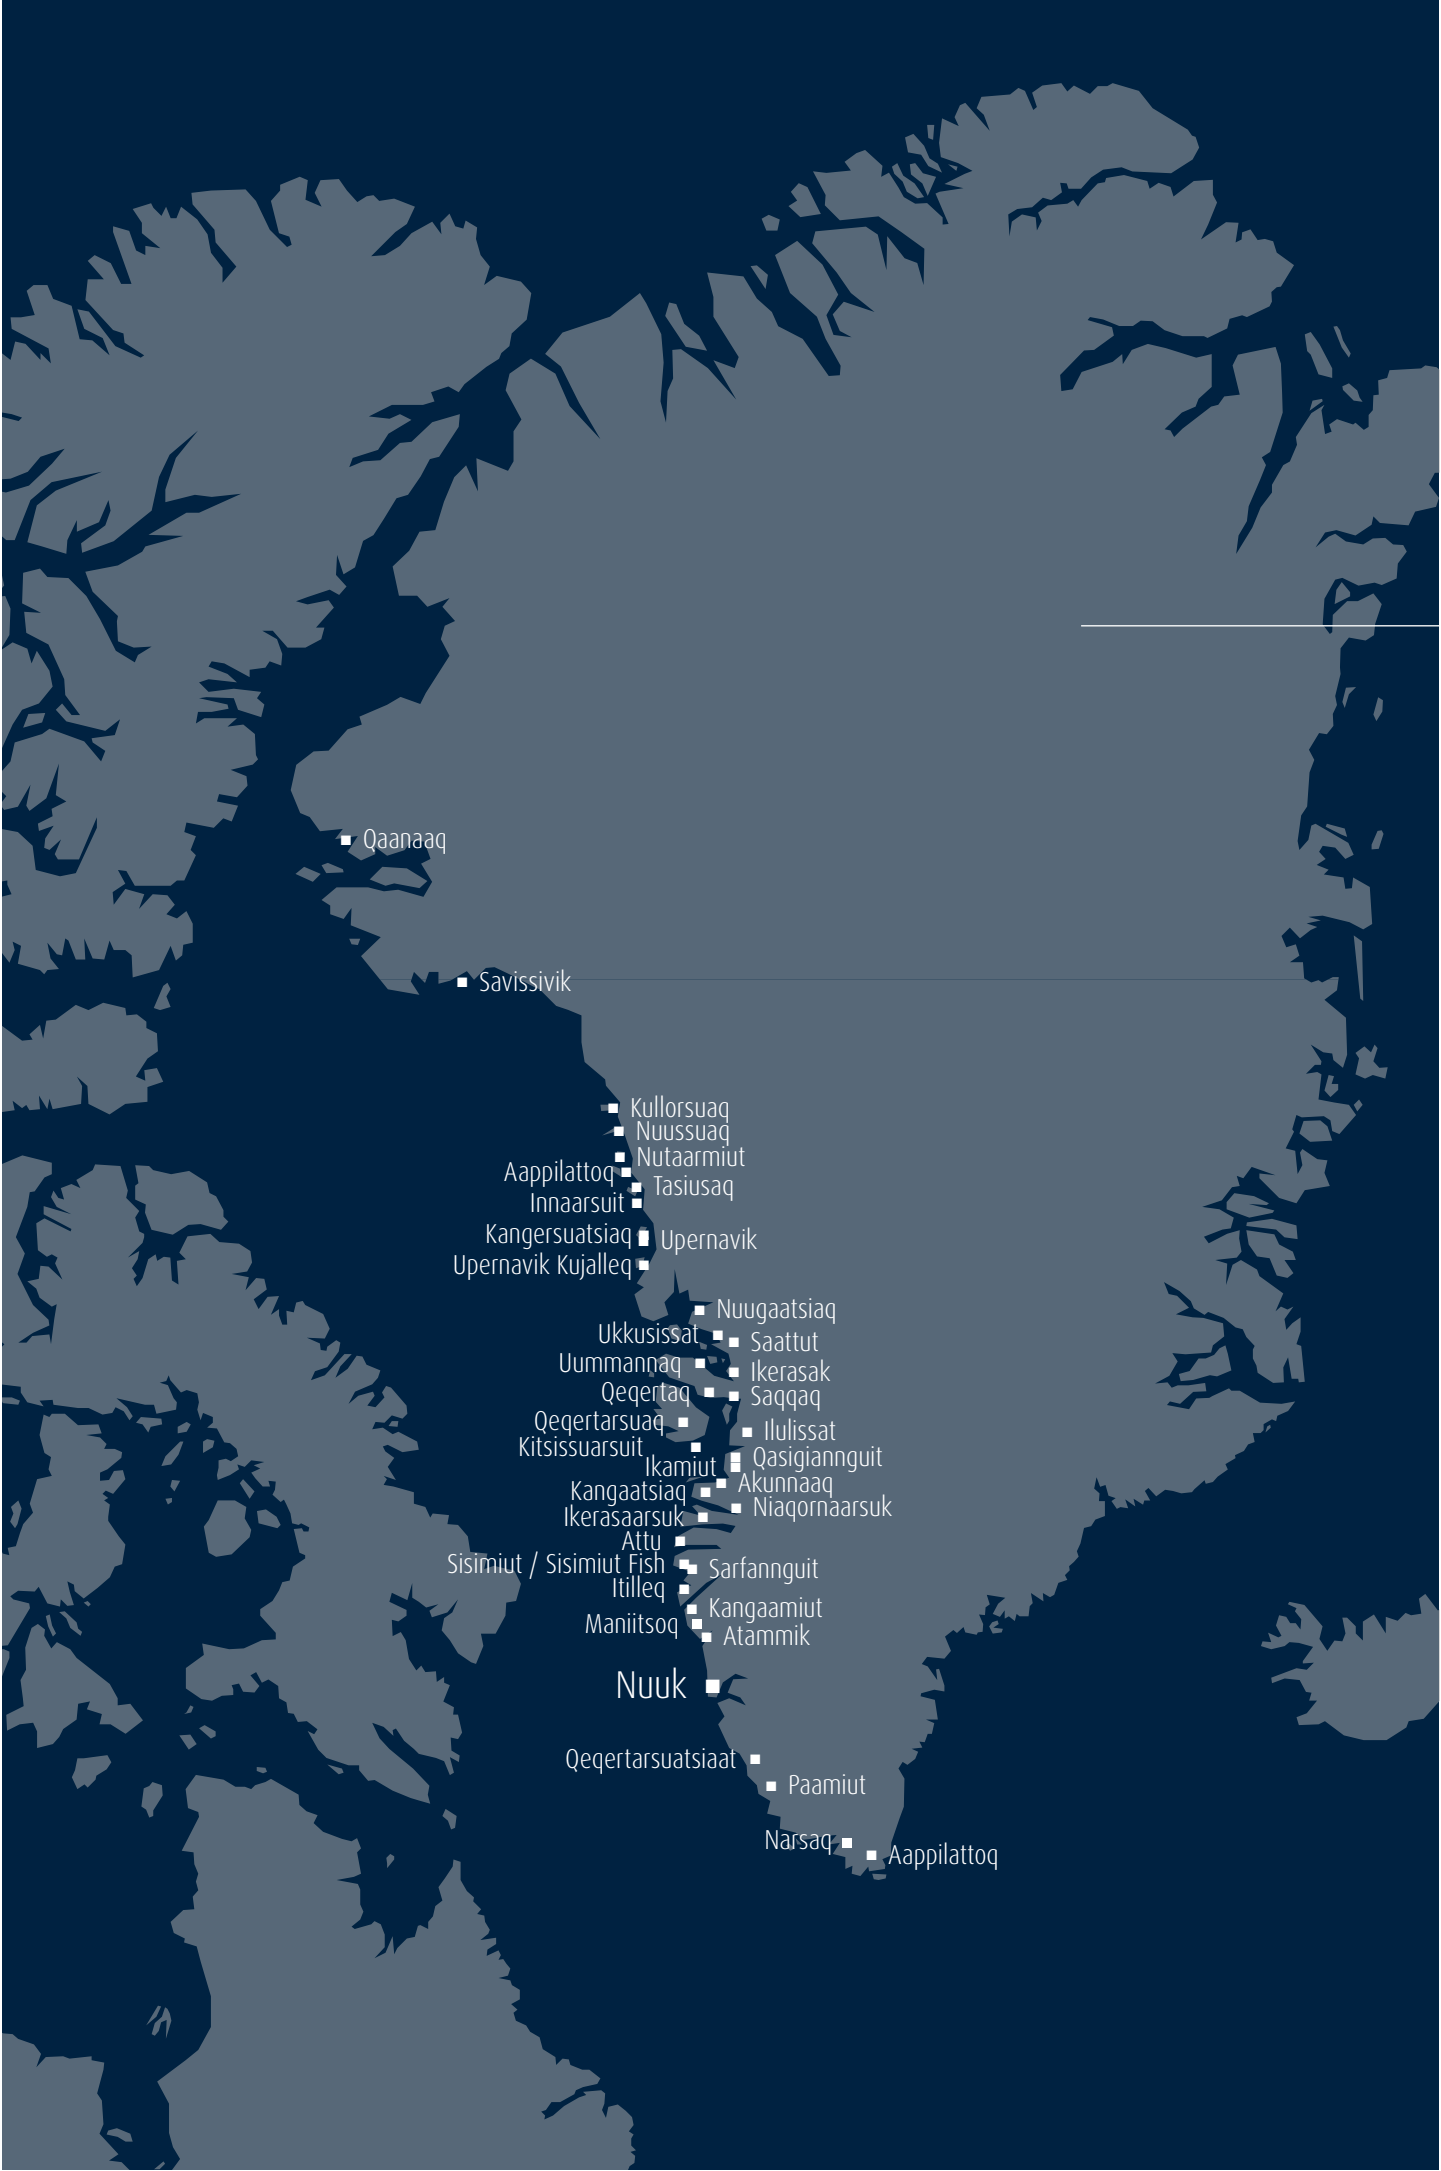 Qaanaaq
Savissivik
Kullorsuaq
Nuussuaq
Nutaarmiut
Aappilattoq
Tasiusaq
Innaarsuit
Kangersuatsiaq
Upernavik
Upernavik Kujalleq
Nuugaatsiaq
Ukkusissat
Saattut
Uummannaq
Ikerasak
Qeqertaq
Saqqaq
Qeqertarsuaq
Ilulissat
Kitsissuarsuit
Qasigiannguit
Ikamiut
Akunnaaq
Kangaatsiaq
Niaqornaarsuk
Ikerasaarsuk
Attu
Sisimiut / Sisimiut Fish
Sarfannguit
Itilleq
Kangaamiut
Maniitsoq
Atammik
Nuuk
Qeqertarsuatsiaat
Paamiut
Narsaq
Aappilattoq